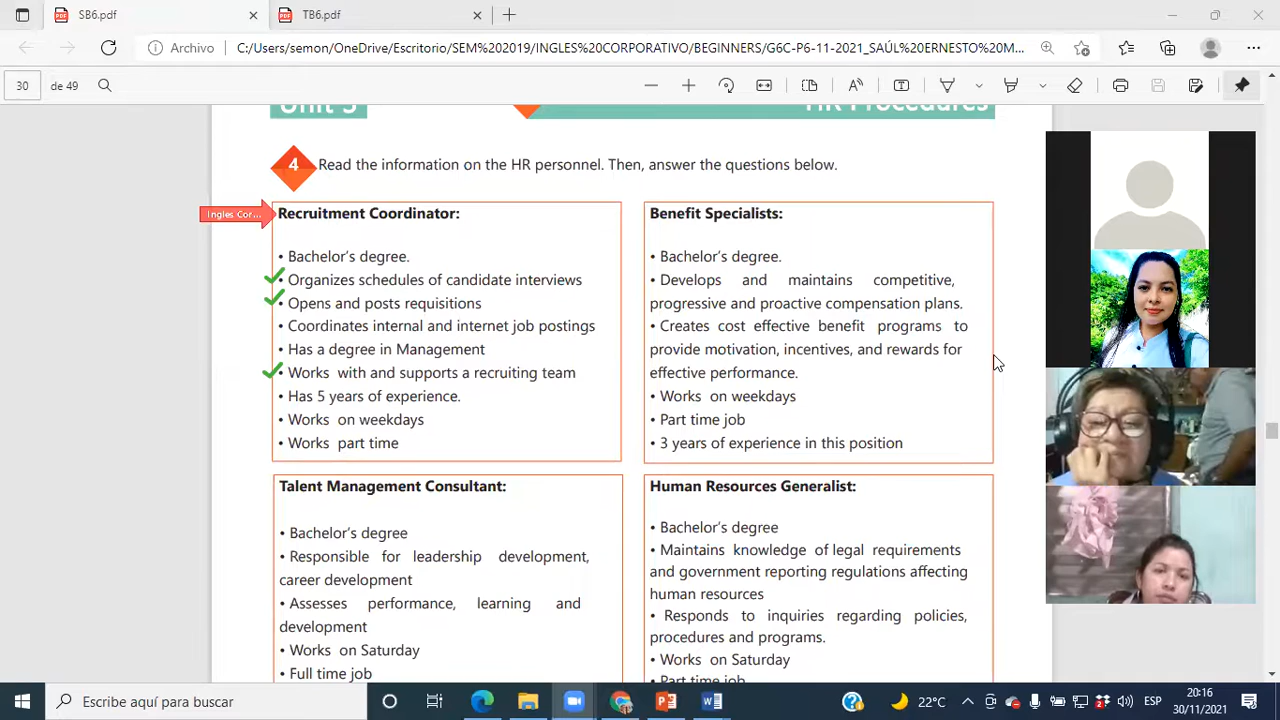 SB6.pdf
TB6.pdf
Archivo
C:/Users/semon/OneDrive/Escritorio/SEM%202019/INGLES%20CORPORATIVO/BEGINNERS/G6C-P6-11-2021_SAÚL%20ERNESTO%20M...
30 de 49
Unit 5 HR Procedures
4 Read the information on the HR personnel. Then, answer the questions below.
Ingles Cor...
Recruitment Coordinator:
• Bachelor's degree.
• Organizes schedules of candidate interviews
• Opens and posts requisitions
• Coordinates internal and internet job postings
• Has a degree in Management
• Works with and supports a recruiting team
• Has 5 years of experience.
• Works on weekdays
• Works part time
Benefit Specialists:
• Bachelor's degree.
• Develops and maintains competitive,
progressive and proactive compensation plans.
• Creates cost effective benefit programs to
provide motivation, incentives, and rewards for
effective performance.
• Works on weekdays
• Part time job
• 3 years of experience in this position
Talent Management Consultant:
• Bachelor's degree
• Responsible for leadership development,
career development
• Assesses performance, learning and
development
• Works on Saturday
• Full time job
Human Resources Generalist:
• Bachelor's degree
• Maintains knowledge of legal requirements
and government reporting regulations affecting
human resources
• Responds to inquiries regarding policies,
procedures and programs.
• Works on Saturday
• Part time job
Escribe aquí para buscar
22°C
ESP
20:16
30/11/2021